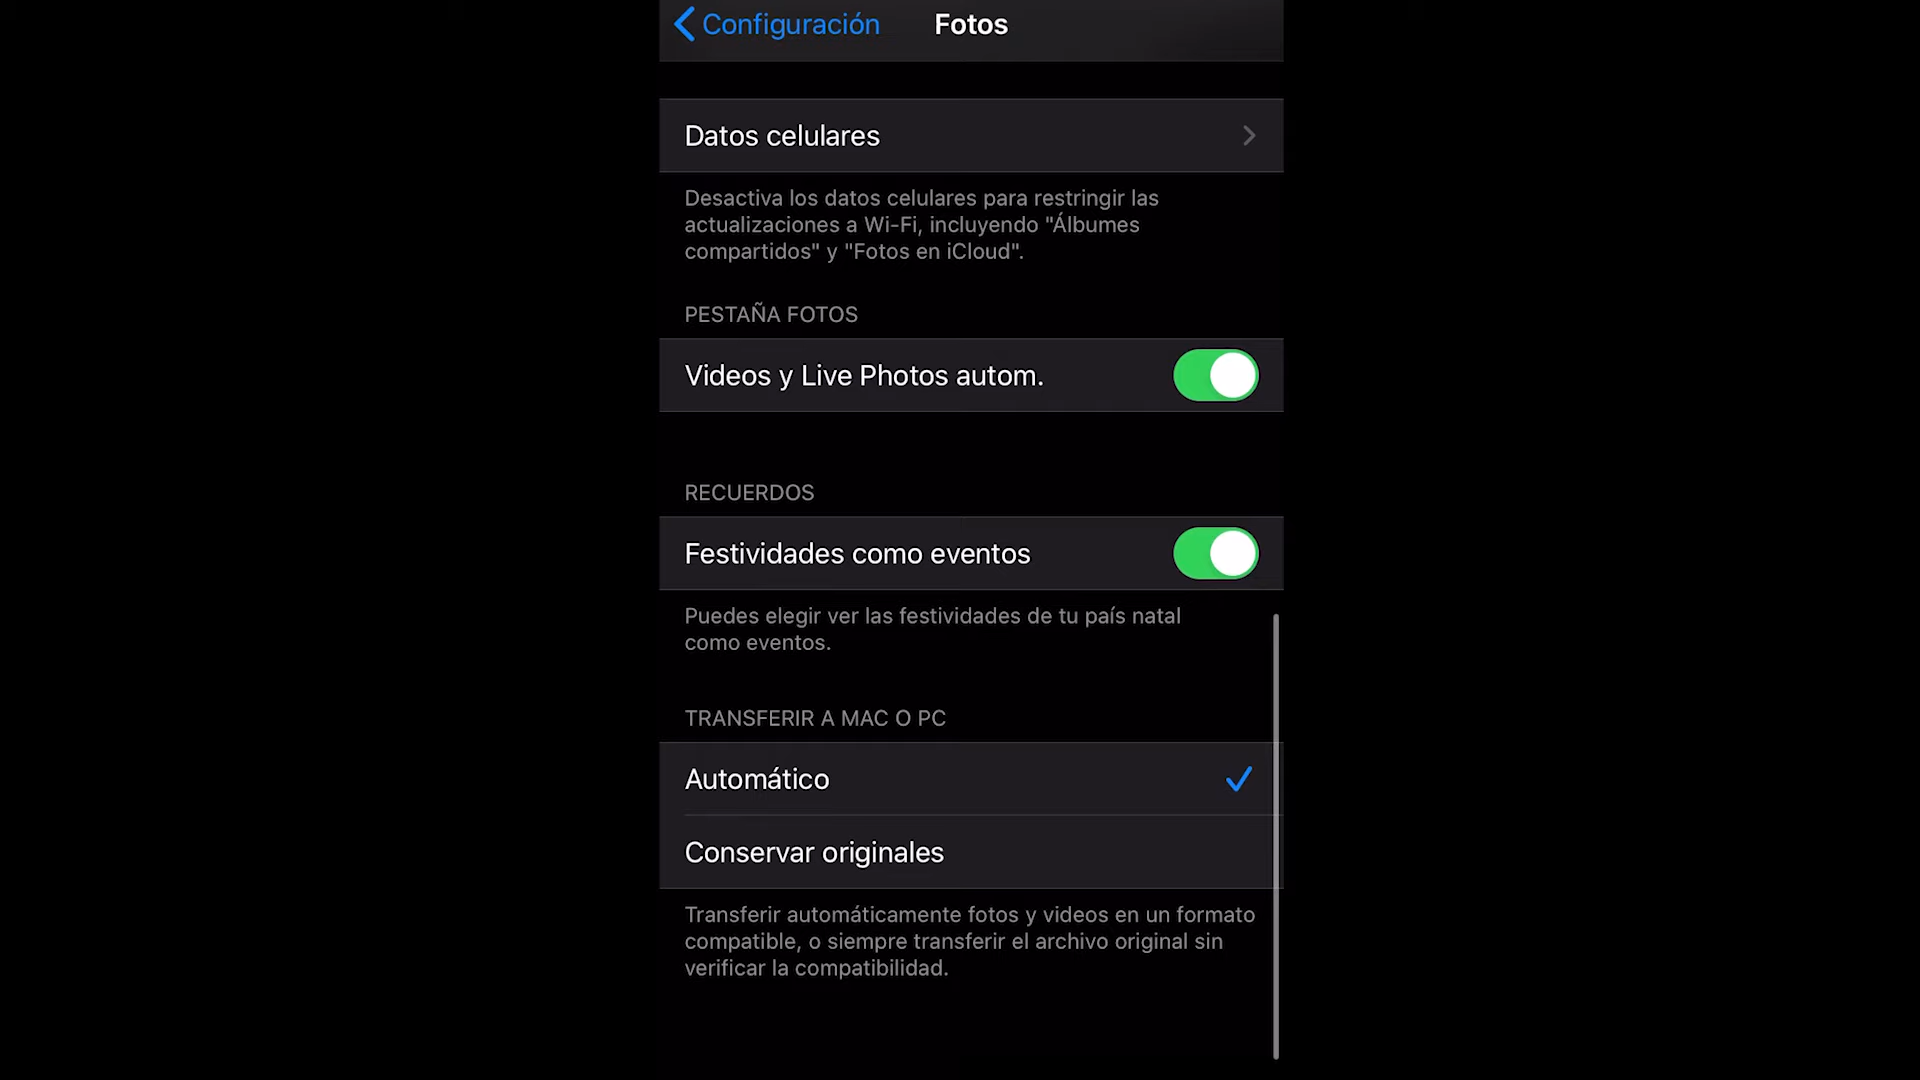 Configuración
Fotos
Datos celulares
Desactiva los datos celulares para restringir las
actualizaciones a Wi-Fi, incluyendo "Álbumes
compartidos" y "Fotos en iCloud".
PESTAÑA FOTOS
Videos y Live Photos autom.
RECUERDOS
Festividades como eventos
Puedes elegir ver las festividades de tu país natal
como eventos.
TRANSFERIR A MAC O PC
Automático
Conservar originales
Transferir automáticamente fotos y videos en un formato
compatible, o siempre transferir el archivo original sin
verificar la compatibilidad.